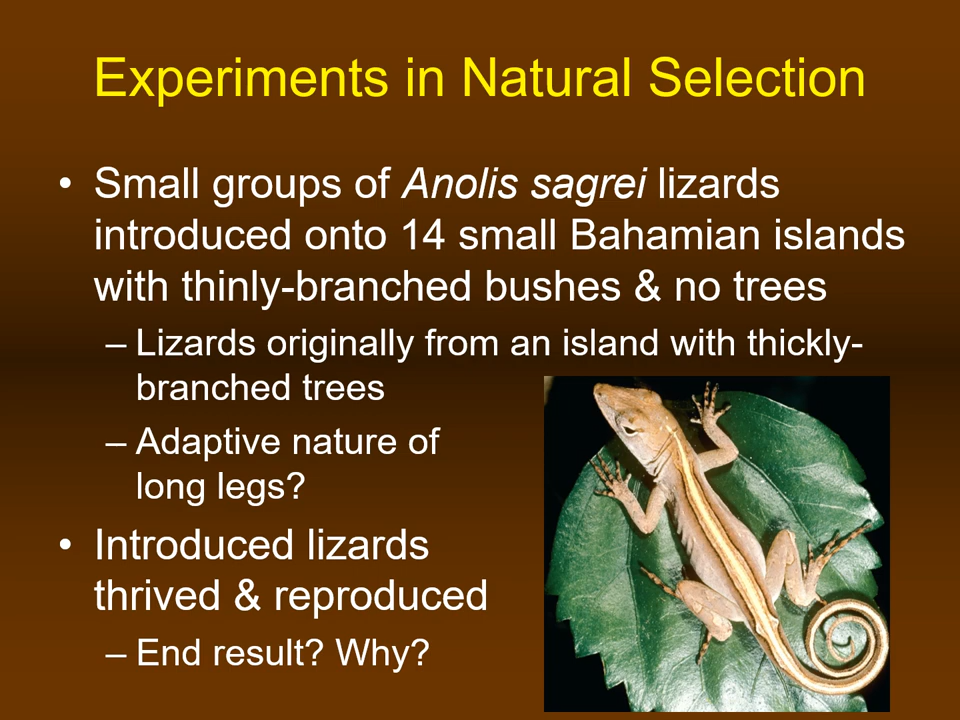 Experiments in Natural Selection
• Small groups of Anolis sagrei lizards
introduced onto 14 small Bahamian islands
with thinly-branched bushes & no trees
– Lizards originally from an island with thickly-
branched trees
– Adaptive nature of
long legs?
• Introduced lizards
thrived & reproduced
– End result? Why?